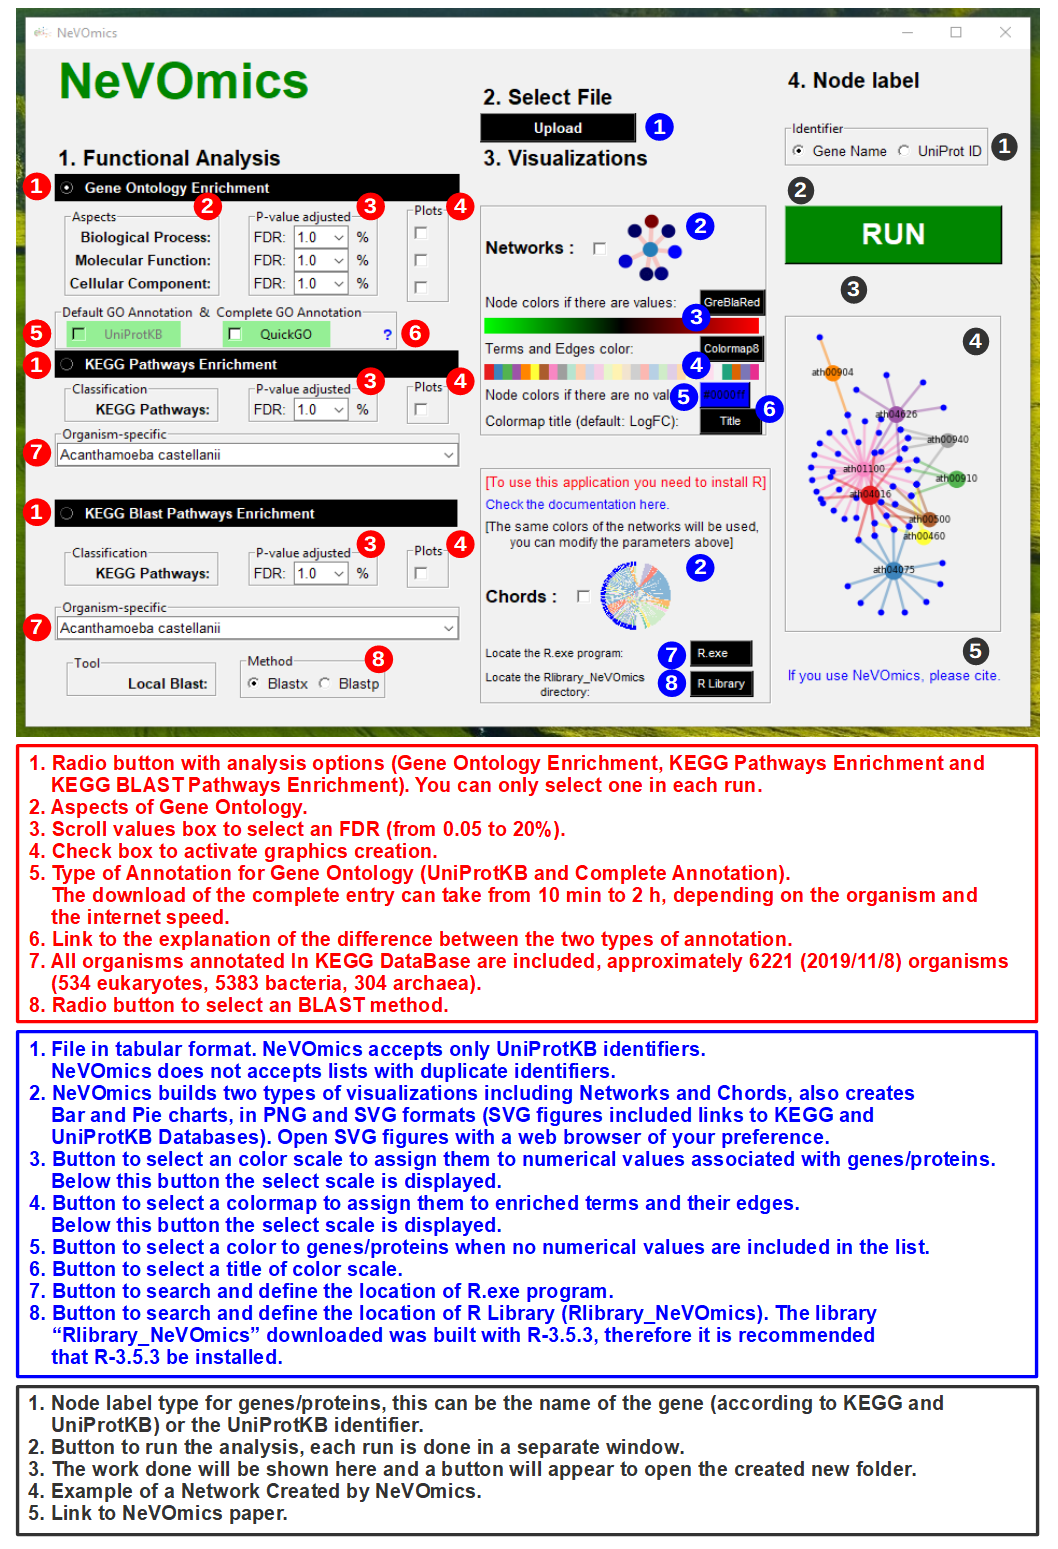 NeVOmics
NeVOmics
1. Functional Analysis
1
Gene Ontology Enrichment
2
3
4
Aspects
P-value adjusted
Plots
Biological Process:
FDR: 1.0 %
Molecular Function:
FDR: 1.0 %
Cellular Component:
FDR: 1.0 %
Default GO Annotation & Complete GO Annotation
5
UniProtKB
QuickGO
?
6
1
KEGG Pathways Enrichment
3
4
Classification
P-value adjusted
Plots
KEGG Pathways:
FDR: 1.0 %
Organism-specific
7
Acanthamoeba castellanii
1
KEGG Blast Pathways Enrichment
3
4
Classification
P-value adjusted
Plots
KEGG Pathways:
FDR: 1.0 %
Organism-specific
7
Acanthamoeba castellanii
8
Tool
Local Blast:
Method
Blastx
Blastp
2. Select File
Upload
1
3. Visualizations
Networks :
2
Node colors if there are values:
GreBlaRed
3
Terms and Edges color:
Colormap8
4
Node colors if there are no val
5
#0000ff
6
Colormap title (default: LogFC):
Title
[To use this application you need to install R]
Check the documentation here.
[The same colors of the networks will be used,
you can modify the parameters above]
Chords :
2
Locate the R.exe program:
7
R.exe
Locate the Rlibrary_NeVOmics
directory:
8
R Library
4. Node label
Identifier
Gene Name
UniProt ID
1
2
RUN
3
4
ath00904
ath04626
ath00940
ath01100
ath00910
ath04016
ath00500
ath00460
ath04075
5
If you use NeVOmics, please cite.
1. Radio button with analysis options (Gene Ontology Enrichment, KEGG Pathways Enrichment and
KEGG BLAST Pathways Enrichment). You can only select one in each run.
2. Aspects of Gene Ontology.
3. Scroll values box to select an FDR (from 0.05 to 20%).
4. Check box to activate graphics creation.
5. Type of Annotation for Gene Ontology (UniProtKB and Complete Annotation).
The download of the complete entry can take from 10 min to 2 h, depending on the organism and
the internet speed.
6. Link to the explanation of the difference between the two types of annotation.
7. All organisms annotated In KEGG DataBase are included, approximately 6221 (2019/11/8) organisms
(534 eukaryotes, 5383 bacteria, 304 archaea).
8. Radio button to select an BLAST method.
1. File in tabular format. NeVOmics accepts only UniProtKB identifiers.
NeVOmics does not accepts lists with duplicate identifiers.
2. NeVOmics builds two types of visualizations including Networks and Chords, also creates
Bar and Pie charts, in PNG and SVG formats (SVG figures included links to KEGG and
UniProtKB Databases). Open SVG figures with a web browser of your preference.
3. Button to select an color scale to assign them to numerical values associated with genes/proteins.
Below this button the select scale is displayed.
4. Button to select a colormap to assign them to enriched terms and their edges.
Below this button the select scale is displayed.
5. Button to select a color to genes/proteins when no numerical values are included in the list.
6. Button to select a title of color scale.
7. Button to search and define the location of R.exe program.
8. Button to search and define the location of R Library (Rlibrary_NeVOmics). The library
“Rlibrary_NeVOmics” downloaded was built with R-3.5.3, therefore it is recommended
that R-3.5.3 be installed.
1. Node label type for genes/proteins, this can be the name of the gene (according to KEGG and
UniProtKB) or the UniProtKB identifier.
2. Button to run the analysis, each run is done in a separate window.
3. The work done will be shown here and a button will appear to open the created new folder.
4. Example of a Network Created by NeVOmics.
5. Link to NeVOmics paper.